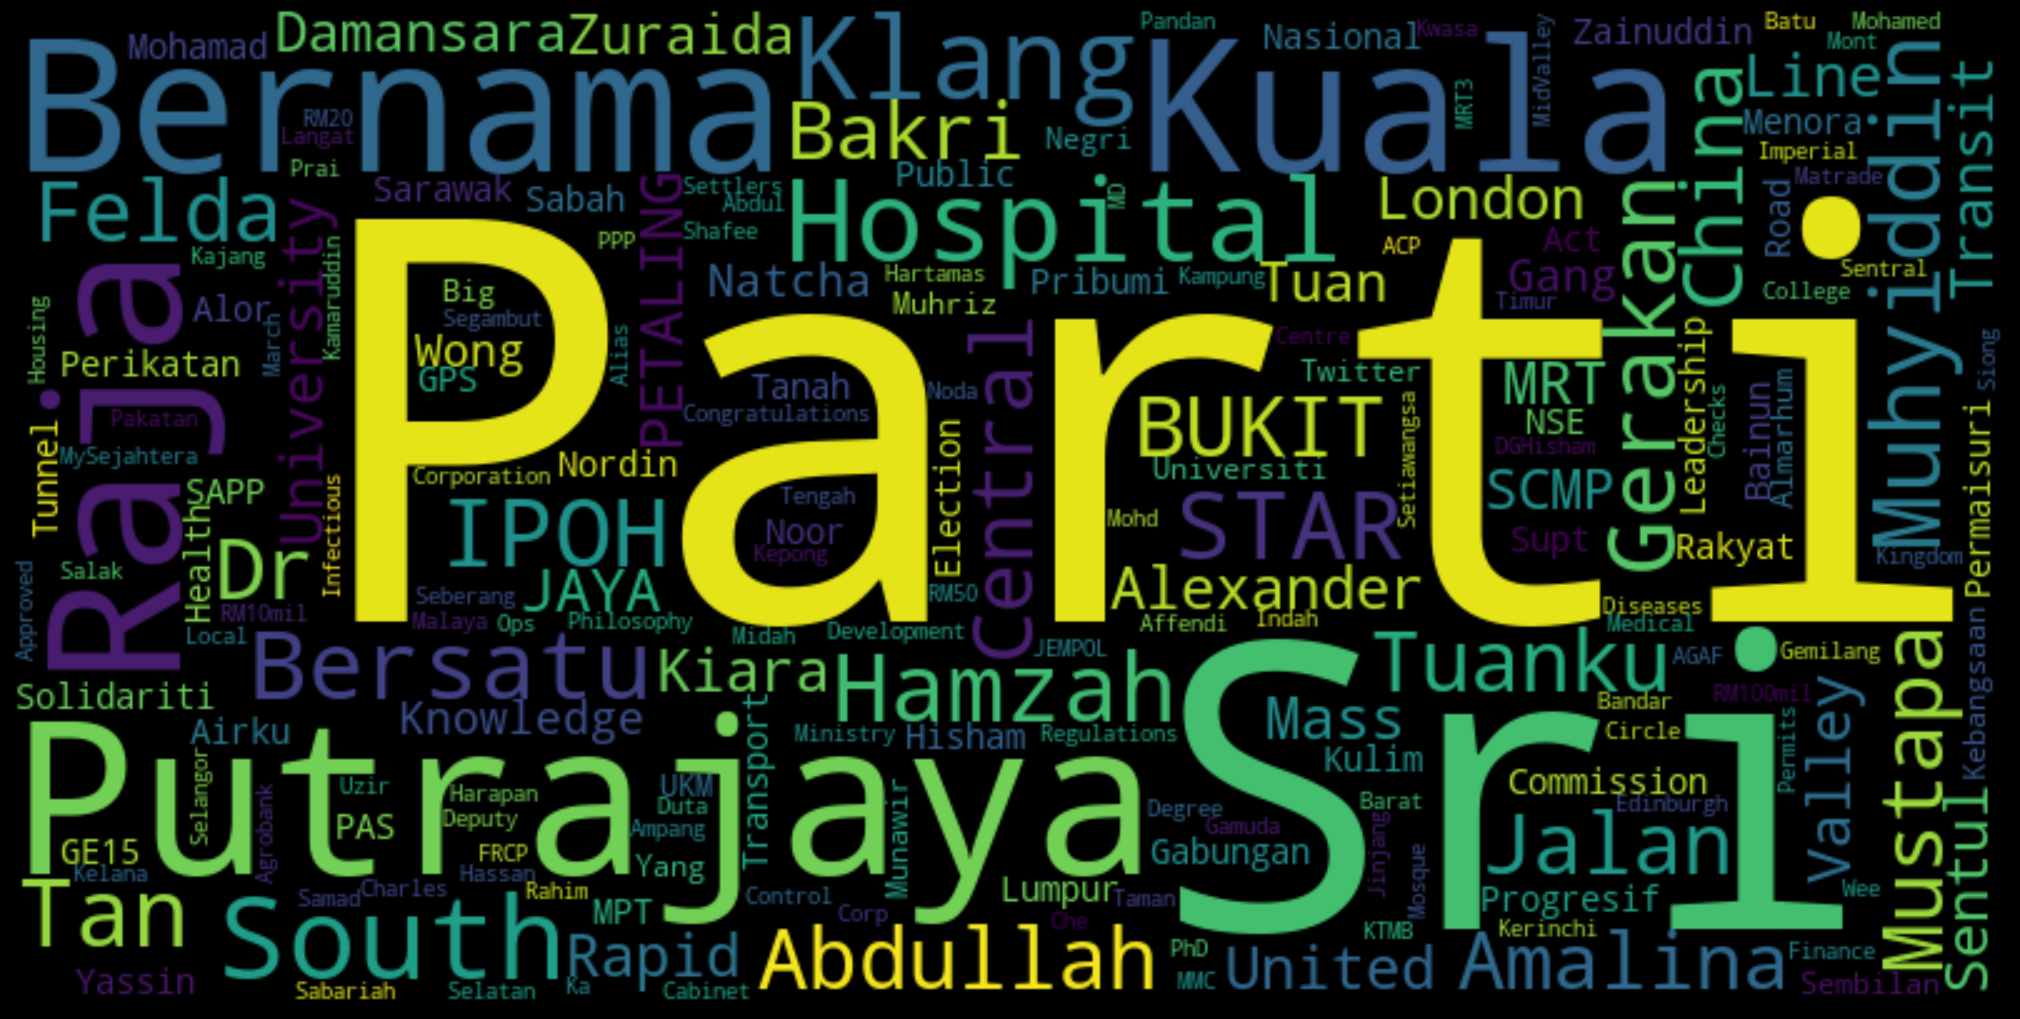 Mohamad
Damansara
Zuraida
Klang
Pandan
Nasional
Kwasa
Zainuddin
Batu
Mohamed
Mont
Bernama
Kuala
MRT3
MidValley
China
Line
Muhyiddin
Transit
RM20
Langat
Prai
Bakri
Negri
Menora
Imperial
Matrade
Felda
Sarawak
Sabah
PETALING
Settlers
Abdul
Shafee
Public
Hospital
MD
London
ACP
Act
Gang
Gerakan
Road
Sentral
College
Kajang
University
Kamaruddin
PPP
Natcha
Hartamas
Muhriz
Pribumi
Kampung
Tuan
Timur
Raja
Alor
March
Housing
Perikatan
Big
Segambut
Wong
GPS
Alias
Parti
Centre
Twitter
MRT
NSE
DGHisham
Leadership
Checks
Bainun
Almarhum
Siong
Permaisuri
Pakatan
MySejahtera
Tunnel
Tanah
Noda
Congratulations
Central
BUKIT
Universiti
Setiawangsa
Corporation
Nordin
Election
SAPP
Health
Infectious
IPOH
Tengah
Noor
Kepong
Mohd
STAR
SCMP
Supt
Rakyat
Kingdom
Approved
Salak
Dr
RM10mil
Local
Seberang
JAYA
Malaya
Ops
Philosophy
RM50
Alexander
Affendi
Indah
Diseases
Medical
Midah
Development
JEMPOL
Bersatu
Kiara
Hamzah
Sri
Tuanku
AGAF
Gemilang
Mustapa
Kebangsaan
Solidariti
Airku
Knowledge
Transport
Ministry
Hisham
Regulations
Mass
Kulim
Bandar
Circle
RM100mil
Permits
Valley
Putrajaya
Selangor
Agrobank
Uzir
Harapan
Deputy
PAS
UKM
Duta
Ampang
Munawir
Degree
Gamuda
Gabungan
Barat
Jinjang
Commission
Edinburgh
Jalan
Sentul
GE15
Kelana
FRCP
Hassan
Yang
Mosque
Tan
Samad
Charles
Rahim
MPT
Control
Corp
Lumpur
Che
Taman
Progresif
Kerinchi
Wee
South
Rapid
Abdullah
PhD
MMC
KTMB
United
Amalina
Finance
Sembilan
Yassin
Sabariah
Selatan
Ka
Cabinet